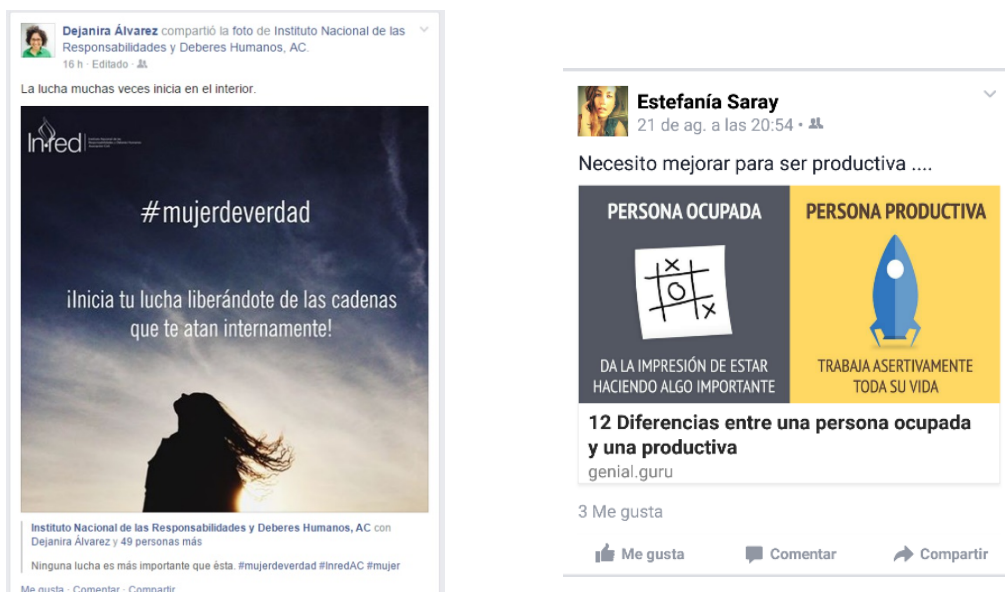 Dejanira Álvarez compartió la foto de Instituto Nacional de las
Responsabilidades y Deberes Humanos, AC.
16 h · Editado ·
La lucha muchas veces inicia en el interior.
In red
#mujerdeverdad
¡Inicia tu lucha liberándote de las cadenas
que te atan internamente!
Instituto Nacional de las Responsabilidades y Deberes Humanos, AC con
Dejanira Álvarez y 49 personas más
Ninguna lucha es más importante que ésta. #mujerdeverdad #InredAC #mujer
Me gusta · Comentar · Compartir
Estefanía Saray
21 de ag. a las 20:54 •
Necesito mejorar para ser productiva ....
PERSONA OCUPADA
X
O
X
DA LA IMPRESIÓN DE ESTAR
HACIENDO ALGO IMPORTANTE
PERSONA PRODUCTIVA
TRABAJA ASERTIVAMENTE
TODA SU VIDA
12 Diferencias entre una persona ocupada
y una productiva
genial.guru
3 Me gusta
Me gusta Comentar Compartir